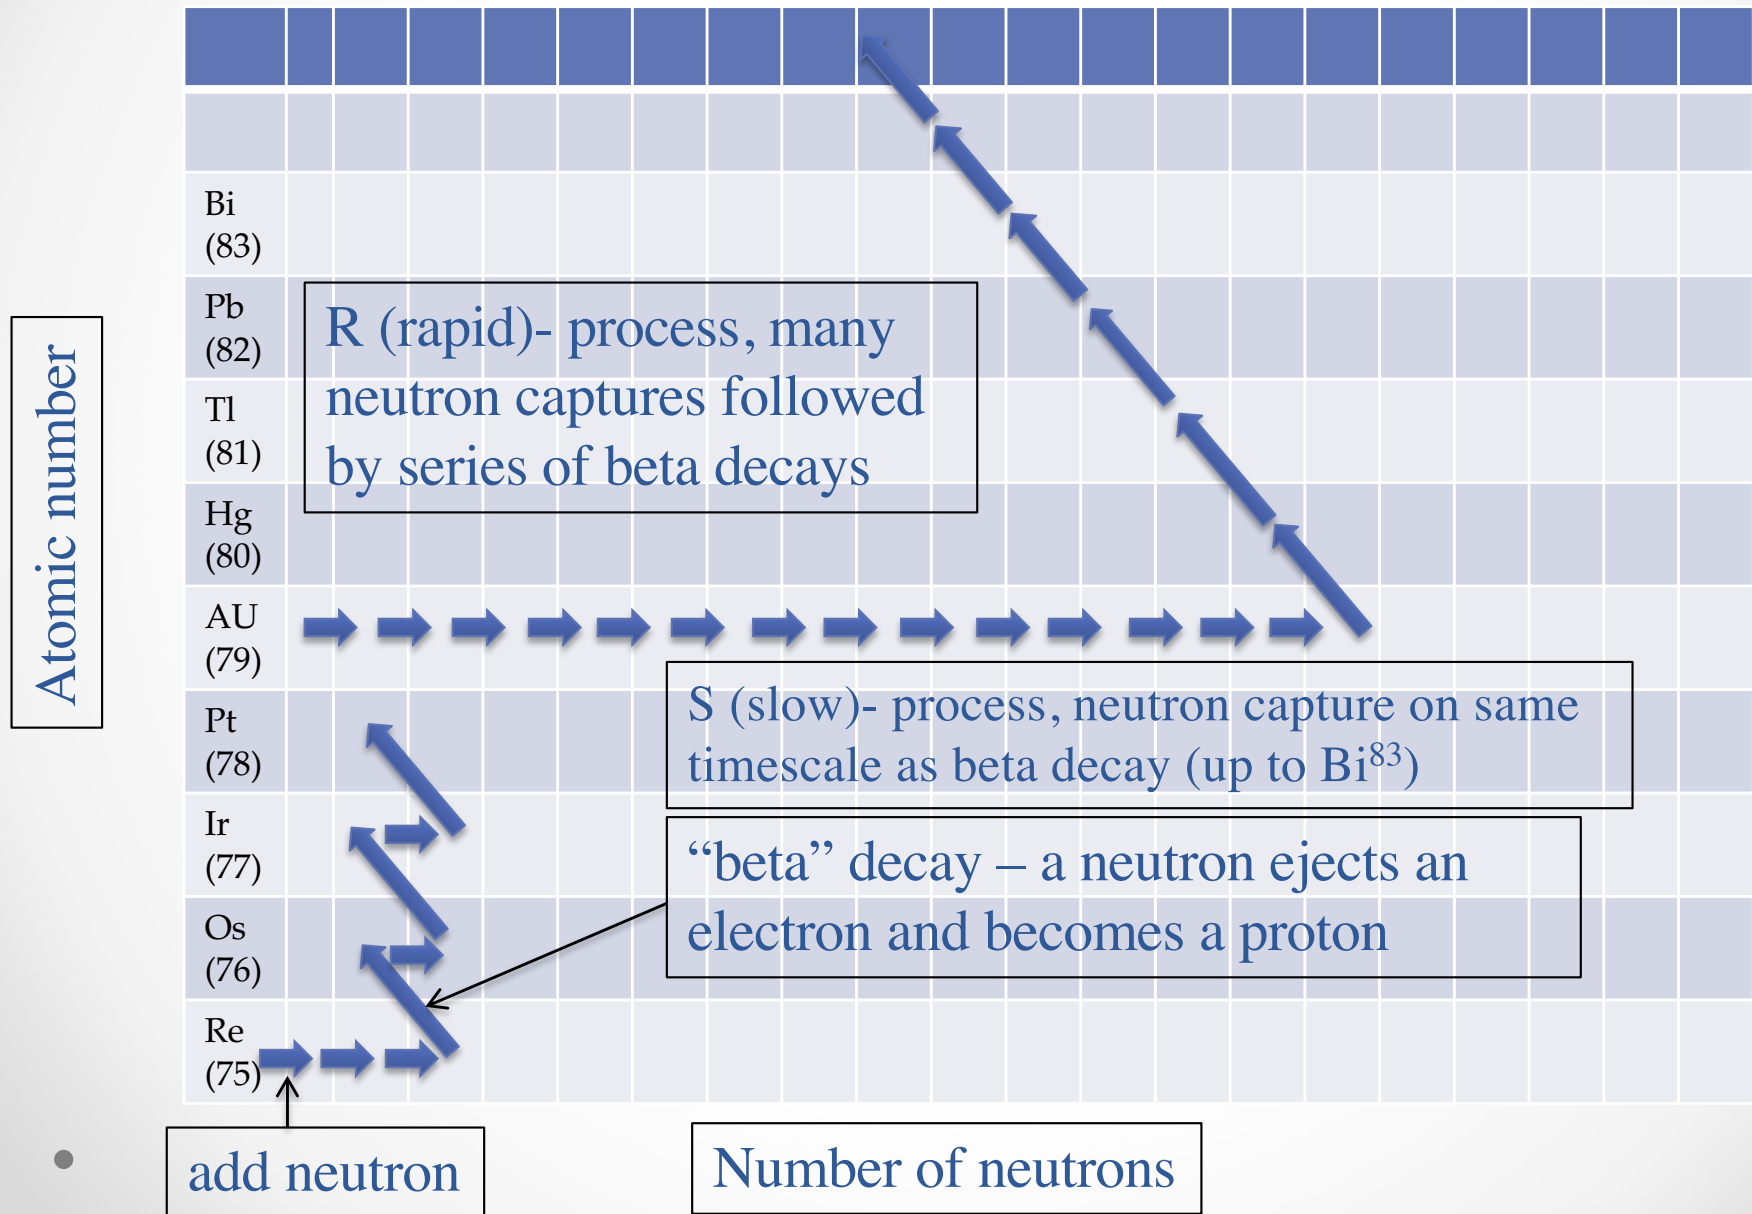 Atomic number
Bi
(83)
Pb
(82)
Tl
(81)
Hg
(80)
AU
(79)
Pt
(78)
Ir
(77)
Os
(76)
Re
(75)
R (rapid)- process, many
neutron captures followed
by series of beta decays
S (slow)- process, neutron capture on same
timescale as beta decay (up to Bi⁸³)
“beta” decay – a neutron ejects an
electron and becomes a proton
add neutron
Number of neutrons